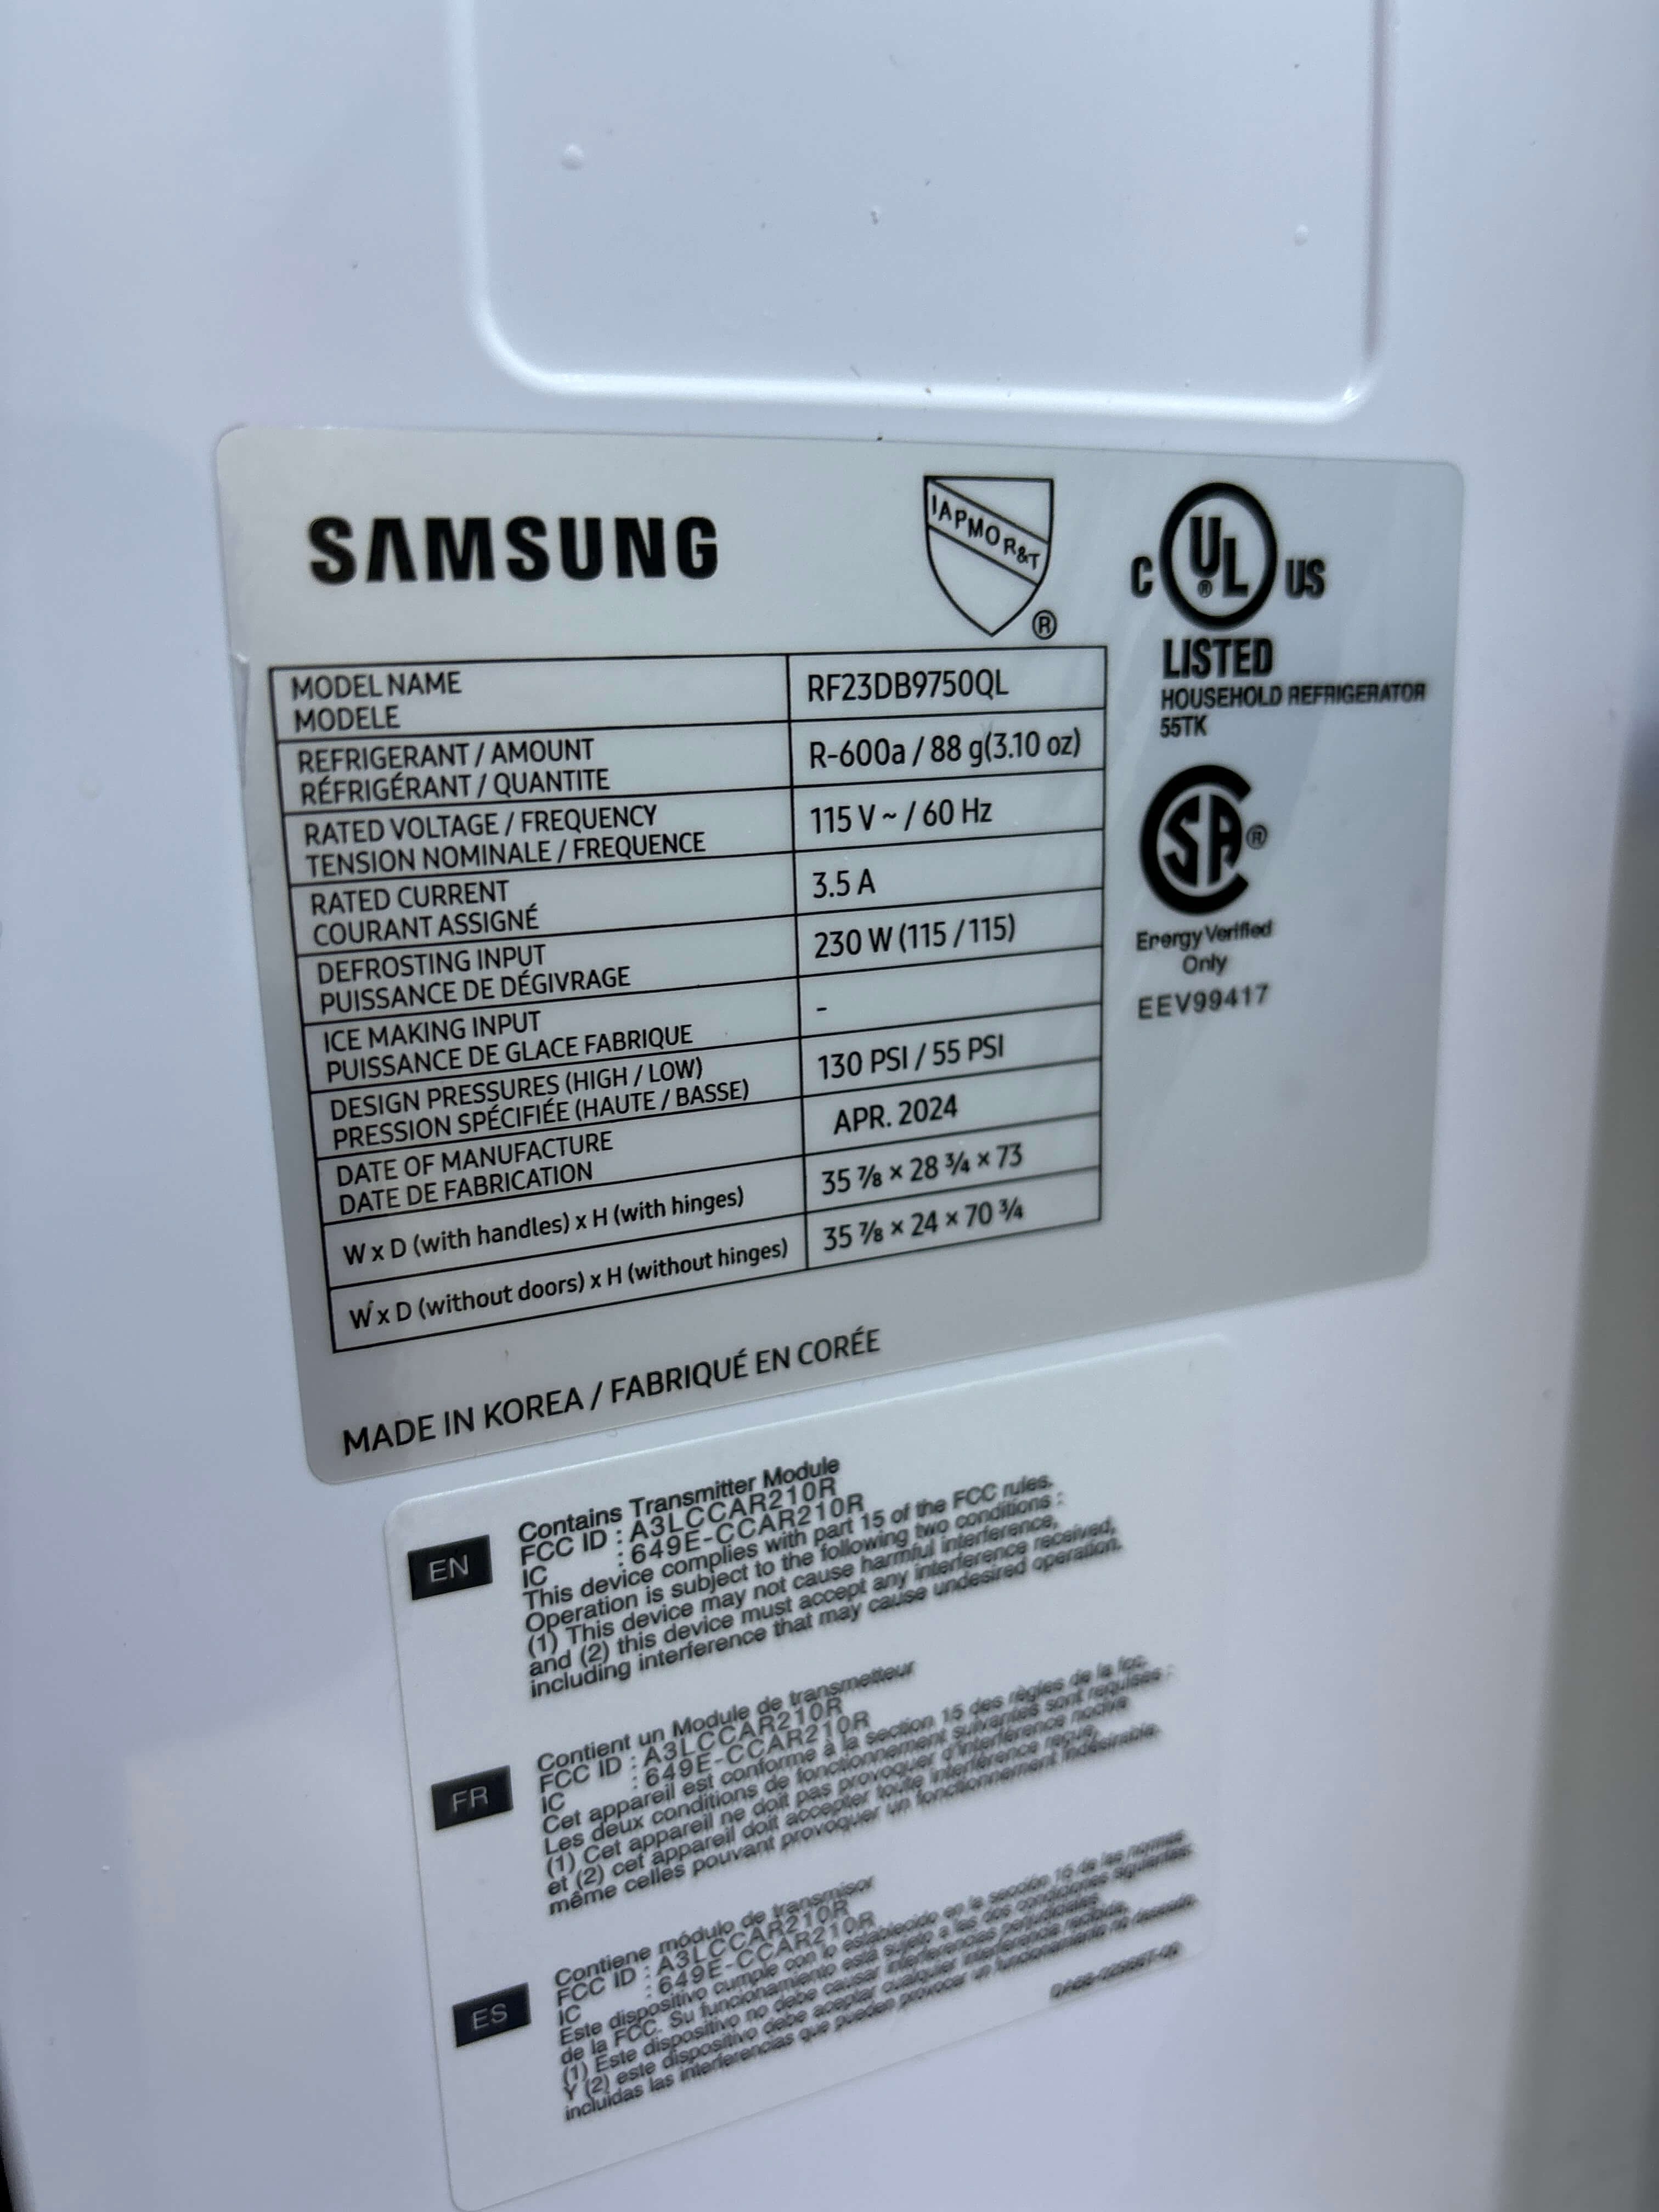 SAMSUNG
IAPMO R&T
®
C UL® US
LISTED
HOUSEHOLD REFRIGERATOR
55TK
SA®
Energy Verified
Only
EEV99417
MODEL NAME
MODELE
RF23DB9750QL
REFRIGERANT / AMOUNT
RÉFRIGÉRANT / QUANTITE
R-600a / 88 g(3.10 oz)
RATED VOLTAGE / FREQUENCY
TENSION NOMINALE / FREQUENCE
115 V ~ / 60 Hz
RATED CURRENT
COURANT ASSIGNÉ
3.5 A
DEFROSTING INPUT
PUISSANCE DE DÉGIVRAGE
230 W (115 / 115)
ICE MAKING INPUT
PUISSANCE DE GLACE FABRIQUE
-
DESIGN PRESSURES (HIGH / LOW)
PRESSION SPÉCIFIÉE (HAUTE / BASSE)
130 PSI / 55 PSI
DATE OF MANUFACTURE
DATE DE FABRICATION
APR. 2024
W x D (with handles) x H (with hinges)
35 ⅞ × 28 ¾ × 73
W x D (without doors) x H (without hinges)
35 ⅞ × 24 × 70 ¾
MADE IN KOREA / FABRIQUÉ EN CORÉE
EN
Contains Transmitter Module
FCC ID : A3LCCAR210R
IC : 649E-CCAR210R
This device complies with part 15 of the FCC rules.
Operation is subject to the following two conditions :
(1) This device may not cause harmful interference,
and (2) this device must accept any interference received,
including interference that may cause undesired operation.
FR
Contient un Module de transmetteur
FCC ID : A3LCCAR210R
IC : 649E-CCAR210R
Cet appareil est conforme à la section 15 des règles de la fcc.
Les deux conditions de fonctionnement suivantes sont requises :
(1) Cet appareil ne doit pas provoquer d'interférence nocive
et (2) cet appareil doit accepter toute interférence reçue,
même celles pouvant provoquer un fonctionnement indésirable.
ES
Contiene módulo de transmisor
FCC ID : A3LCCAR210R
IC : 649E-CCAR210R
Este dispositivo cumple con lo establecido en la sección 15 de las normas
de la FCC. Su funcionamiento está sujeto a las dos condiciones siguientes:
(1) Este dispositivo no debe causar interferencias perjudiciales
Y (2) este dispositivo debe aceptar cualquier interferencia recibida,
incluidas las interferencias que pueden provocar un funcionamiento no deseado.